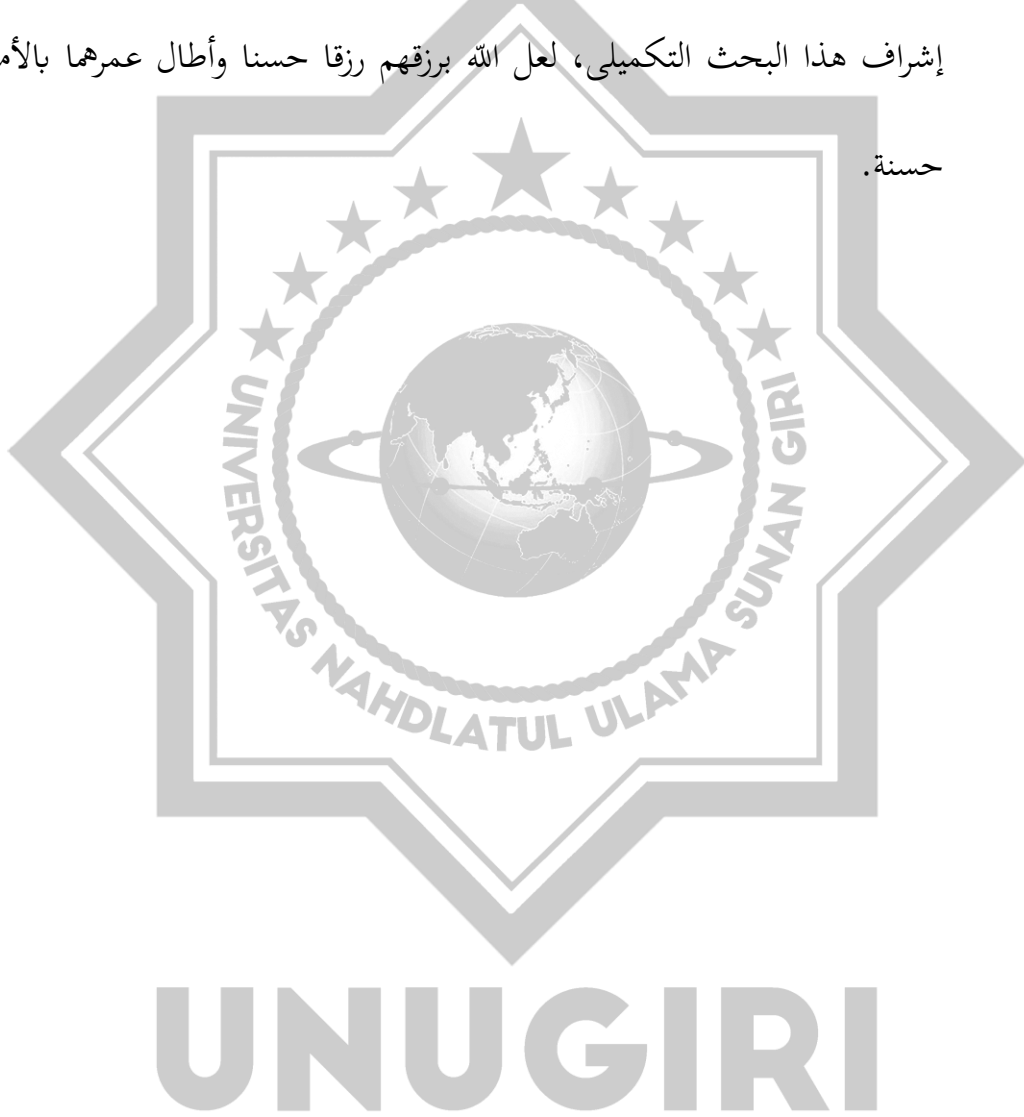 إشراف هذا البحث التكميلى، لعل الله برزقهم رزقا حسنا وأطال عمرهما
حسنة.
UNIVERSITAS NAHDLATUL ULAMA SUNAN GIRI
UNUGIRI